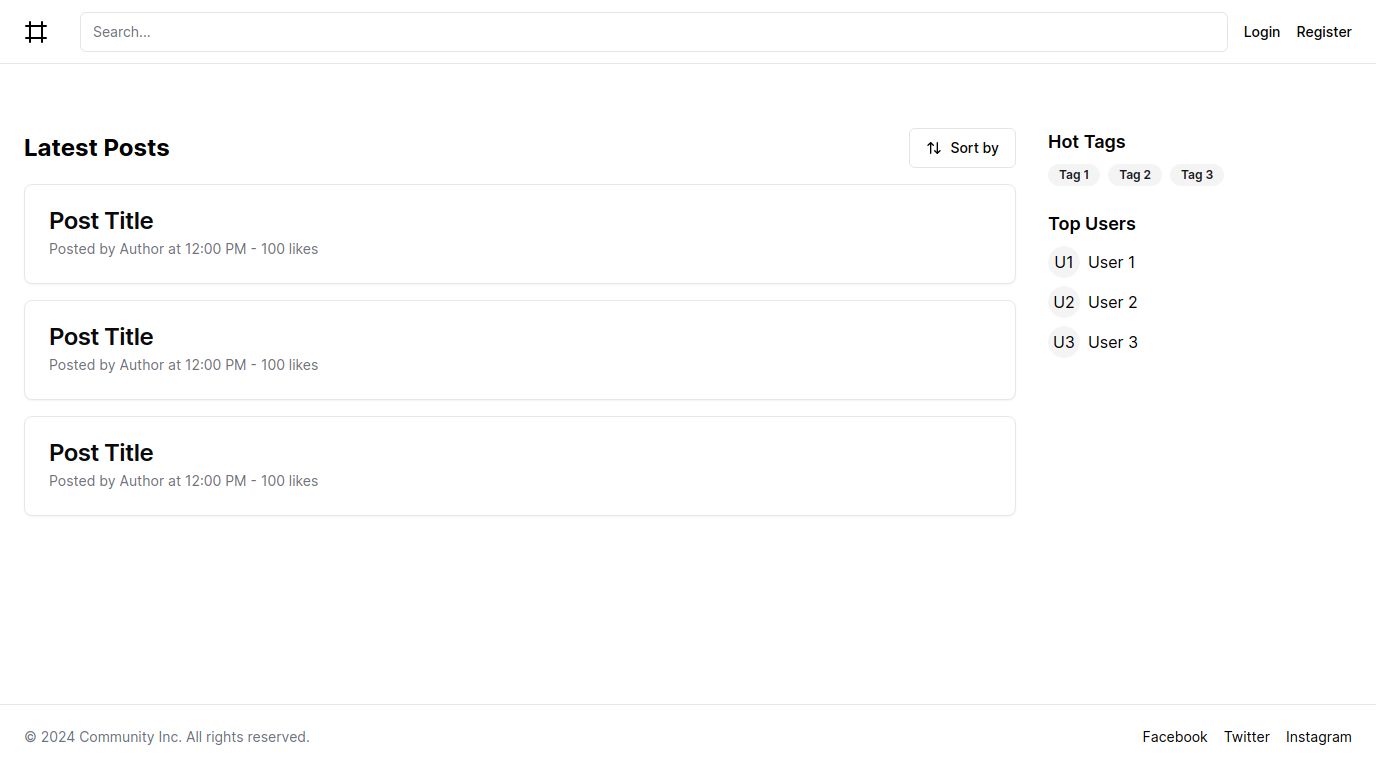 Search...
Login
Register
Latest Posts
Sort by
Post Title
Posted by Author at 12:00 PM - 100 likes
Post Title
Posted by Author at 12:00 PM - 100 likes
Post Title
Posted by Author at 12:00 PM - 100 likes
Hot Tags
Tag 1
Tag 2
Tag 3
Top Users
U1 User 1
U2 User 2
U3 User 3
© 2024 Community Inc. All rights reserved.
Facebook
Twitter
Instagram